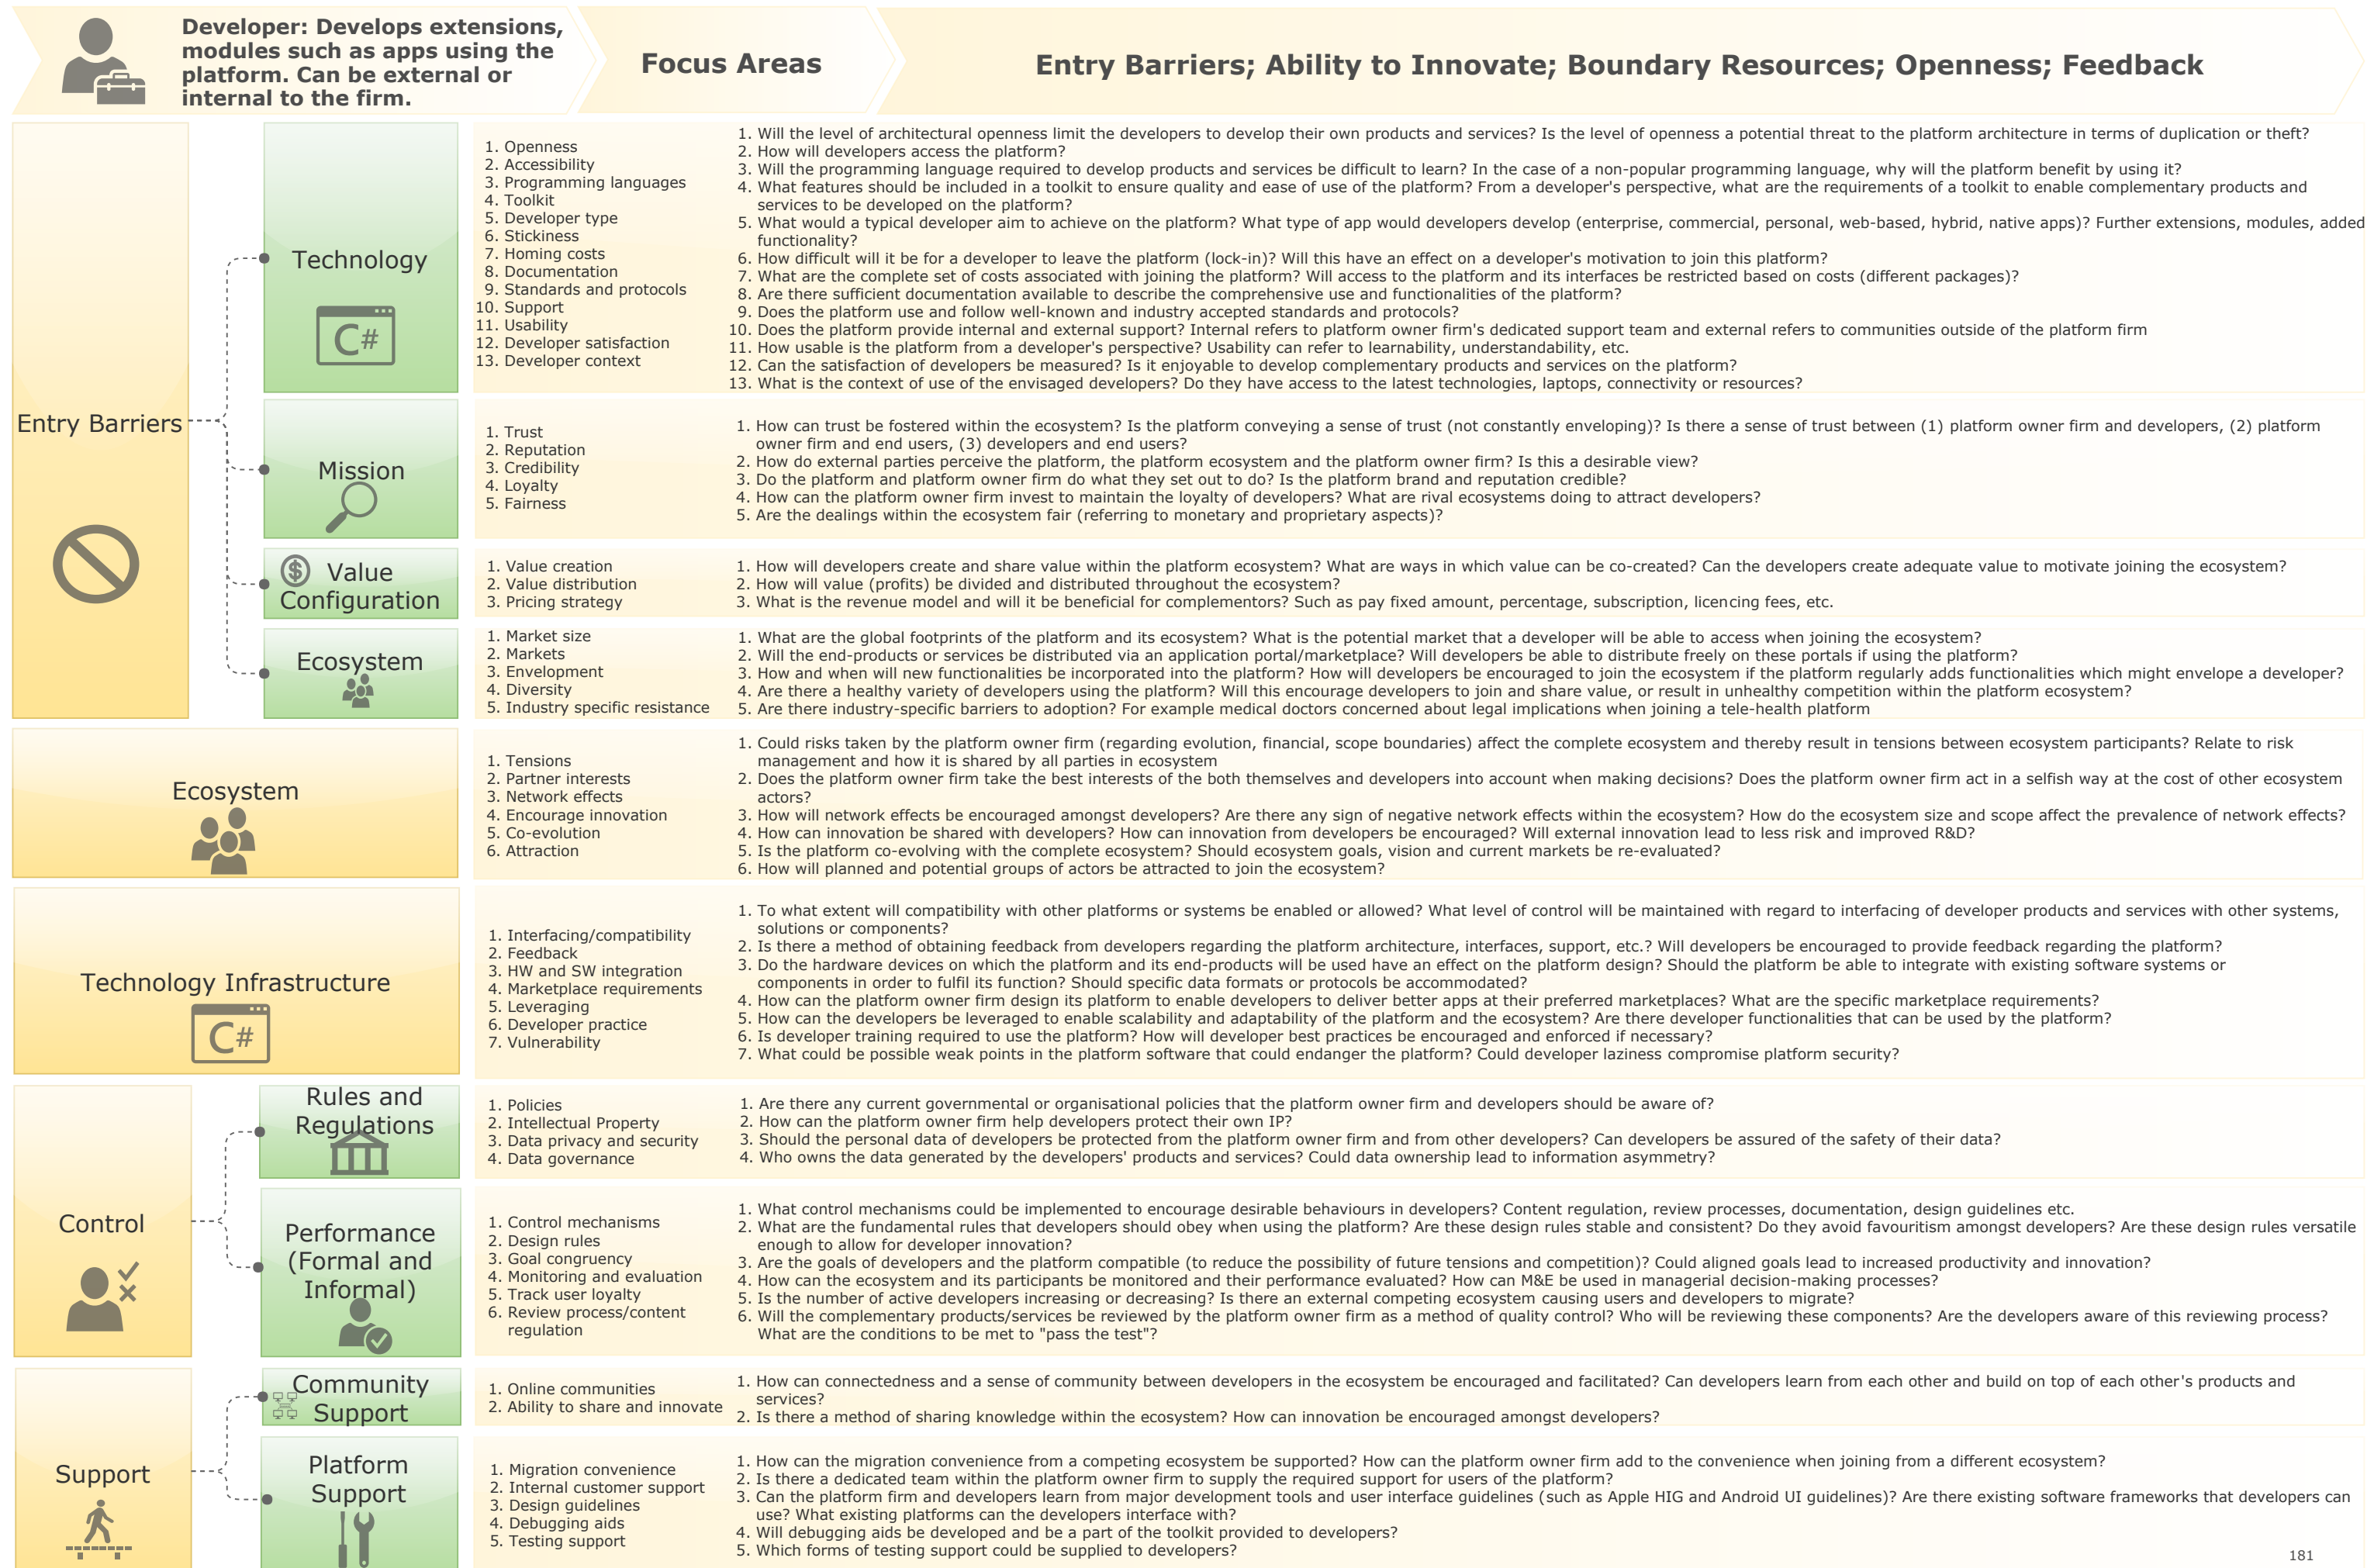 Developer: Develops extensions,
modules such as apps using the
platform. Can be external or
internal to the firm.
Focus Areas
Entry Barriers; Ability to Innovate; Boundary Resources; Openness; Feedback
Entry Barriers
Technology
C#
1. Openness
2. Accessibility
3. Programming languages
4. Toolkit
5. Developer type
6. Stickiness
7. Homing costs
8. Documentation
9. Standards and protocols
10. Support
11. Usability
12. Developer satisfaction
13. Developer context
1. Will the level of architectural openness limit the developers to develop their own products and services? Is the level of openness a potential threat to the platform architecture in terms of duplication or theft?
2. How will developers access the platform?
3. Will the programming language required to develop products and services be difficult to learn? In the case of a non-popular programming language, why will the platform benefit by using it?
4. What features should be included in a toolkit to ensure quality and ease of use of the platform? From a developer's perspective, what are the requirements of a toolkit to enable complementary products and
services to be developed on the platform?
5. What would a typical developer aim to achieve on the platform? What type of app would developers develop (enterprise, commercial, personal, web-based, hybrid, native apps)? Further extensions, modules, added
functionality?
6. How difficult will it be for a developer to leave the platform (lock-in)? Will this have an effect on a developer's motivation to join this platform?
7. What are the complete set of costs associated with joining the platform? Will access to the platform and its interfaces be restricted based on costs (different packages)?
8. Are there sufficient documentation available to describe the comprehensive use and functionalities of the platform?
9. Does the platform use and follow well-known and industry accepted standards and protocols?
10. Does the platform provide internal and external support? Internal refers to platform owner firm's dedicated support team and external refers to communities outside of the platform firm
11. How usable is the platform from a developer's perspective? Usability can refer to learnability, understandability, etc.
12. Can the satisfaction of developers be measured? Is it enjoyable to develop complementary products and services on the platform?
13. What is the context of use of the envisaged developers? Do they have access to the latest technologies, laptops, connectivity or resources?
Mission
1. Trust
2. Reputation
3. Credibility
4. Loyalty
5. Fairness
1. How can trust be fostered within the ecosystem? Is the platform conveying a sense of trust (not constantly enveloping)? Is there a sense of trust between (1) platform owner firm and developers, (2) platform
owner firm and end users, (3) developers and end users?
2. How do external parties perceive the platform, the platform ecosystem and the platform owner firm? Is this a desirable view?
3. Do the platform and platform owner firm do what they set out to do? Is the platform brand and reputation credible?
4. How can the platform owner firm invest to maintain the loyalty of developers? What are rival ecosystems doing to attract developers?
5. Are the dealings within the ecosystem fair (referring to monetary and proprietary aspects)?
$ Value
Configuration
1. Value creation
2. Value distribution
3. Pricing strategy
1. How will developers create and share value within the platform ecosystem? What are ways in which value can be co-created? Can the developers create adequate value to motivate joining the ecosystem?
2. How will value (profits) be divided and distributed throughout the ecosystem?
3. What is the revenue model and will it be beneficial for complementors? Such as pay fixed amount, percentage, subscription, licencing fees, etc.
Ecosystem
1. Market size
2. Markets
3. Envelopment
4. Diversity
5. Industry specific resistance
1. What are the global footprints of the platform and its ecosystem? What is the potential market that a developer will be able to access when joining the ecosystem?
2. Will the end-products or services be distributed via an application portal/marketplace? Will developers be able to distribute freely on these portals if using the platform?
3. How and when will new functionalities be incorporated into the platform? How will developers be encouraged to join the ecosystem if the platform regularly adds functionalities which might envelope a developer?
4. Are there a healthy variety of developers using the platform? Will this encourage developers to join and share value, or result in unhealthy competition within the platform ecosystem?
5. Are there industry-specific barriers to adoption? For example medical doctors concerned about legal implications when joining a tele-health platform
Ecosystem
1. Tensions
2. Partner interests
3. Network effects
4. Encourage innovation
5. Co-evolution
6. Attraction
1. Could risks taken by the platform owner firm (regarding evolution, financial, scope boundaries) affect the complete ecosystem and thereby result in tensions between ecosystem participants? Relate to risk
management and how it is shared by all parties in ecosystem
2. Does the platform owner firm take the best interests of the both themselves and developers into account when making decisions? Does the platform owner firm act in a selfish way at the cost of other ecosystem
actors?
3. How will network effects be encouraged amongst developers? Are there any sign of negative network effects within the ecosystem? How do the ecosystem size and scope affect the prevalence of network effects?
4. How can innovation be shared with developers? How can innovation from developers be encouraged? Will external innovation lead to less risk and improved R&D?
5. Is the platform co-evolving with the complete ecosystem? Should ecosystem goals, vision and current markets be re-evaluated?
6. How will planned and potential groups of actors be attracted to join the ecosystem?
Technology Infrastructure
C#
1. Interfacing/compatibility
2. Feedback
3. HW and SW integration
4. Marketplace requirements
5. Leveraging
6. Developer practice
7. Vulnerability
1. To what extent will compatibility with other platforms or systems be enabled or allowed? What level of control will be maintained with regard to interfacing of developer products and services with other systems,
solutions or components?
2. Is there a method of obtaining feedback from developers regarding the platform architecture, interfaces, support, etc.? Will developers be encouraged to provide feedback regarding the platform?
3. Do the hardware devices on which the platform and its end-products will be used have an effect on the platform design? Should the platform be able to integrate with existing software systems or
components in order to fulfil its function? Should specific data formats or protocols be accommodated?
4. How can the platform owner firm design its platform to enable developers to deliver better apps at their preferred marketplaces? What are the specific marketplace requirements?
5. How can the developers be leveraged to enable scalability and adaptability of the platform and the ecosystem? Are there developer functionalities that can be used by the platform?
6. Is developer training required to use the platform? How will developer best practices be encouraged and enforced if necessary?
7. What could be possible weak points in the platform software that could endanger the platform? Could developer laziness compromise platform security?
Control
Rules and
Regulations
1. Policies
2. Intellectual Property
3. Data privacy and security
4. Data governance
1. Are there any current governmental or organisational policies that the platform owner firm and developers should be aware of?
2. How can the platform owner firm help developers protect their own IP?
3. Should the personal data of developers be protected from the platform owner firm and from other developers? Can developers be assured of the safety of their data?
4. Who owns the data generated by the developers' products and services? Could data ownership lead to information asymmetry?
Performance
(Formal and
Informal)
1. Control mechanisms
2. Design rules
3. Goal congruency
4. Monitoring and evaluation
5. Track user loyalty
6. Review process/content
regulation
1. What control mechanisms could be implemented to encourage desirable behaviours in developers? Content regulation, review processes, documentation, design guidelines etc.
2. What are the fundamental rules that developers should obey when using the platform? Are these design rules stable and consistent? Do they avoid favouritism amongst developers? Are these design rules versatile
enough to allow for developer innovation?
3. Are the goals of developers and the platform compatible (to reduce the possibility of future tensions and competition)? Could aligned goals lead to increased productivity and innovation?
4. How can the ecosystem and its participants be monitored and their performance evaluated? How can M&E be used in managerial decision-making processes?
5. Is the number of active developers increasing or decreasing? Is there an external competing ecosystem causing users and developers to migrate?
6. Will the complementary products/services be reviewed by the platform owner firm as a method of quality control? Who will be reviewing these components? Are the developers aware of this reviewing process?
What are the conditions to be met to "pass the test"?
Support
Community
Support
1. Online communities
2. Ability to share and innovate
1. How can connectedness and a sense of community between developers in the ecosystem be encouraged and facilitated? Can developers learn from each other and build on top of each other's products and
services?
2. Is there a method of sharing knowledge within the ecosystem? How can innovation be encouraged amongst developers?
Platform
Support
1. Migration convenience
2. Internal customer support
3. Design guidelines
4. Debugging aids
5. Testing support
1. How can the migration convenience from a competing ecosystem be supported? How can the platform owner firm add to the convenience when joining from a different ecosystem?
2. Is there a dedicated team within the platform owner firm to supply the required support for users of the platform?
3. Can the platform firm and developers learn from major development tools and user interface guidelines (such as Apple HIG and Android UI guidelines)? Are there existing software frameworks that developers can
use? What existing platforms can the developers interface with?
4. Will debugging aids be developed and be a part of the toolkit provided to developers?
5. Which forms of testing support could be supplied to developers?
181